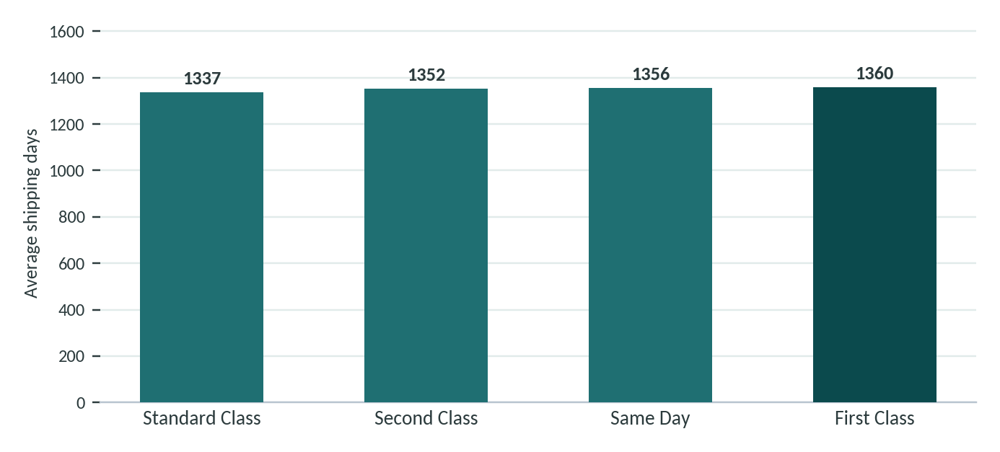 1600
1400
1200
1000
800
600
400
200
0
Average shipping days
1337
1352
1356
1360
Standard Class
Second Class
Same Day
First Class